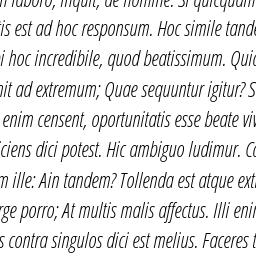 laboro, inquit, de nomine. Si quicquam
tis est ad hoc responsum. Hoc simile tande
hoc incredibile, quod beatissimum. Quid
nit ad extremum; Quae sequuntur igitur? S
enim censent, oportunitatis esse beate viv
ciens dici potest. Hic ambiguo ludimur. Co
m ille: Ain tandem? Tollenda est atque ext
rge porro; At multis malis affectus. Illi enim
s contra singulos dici est melius. Faceres t